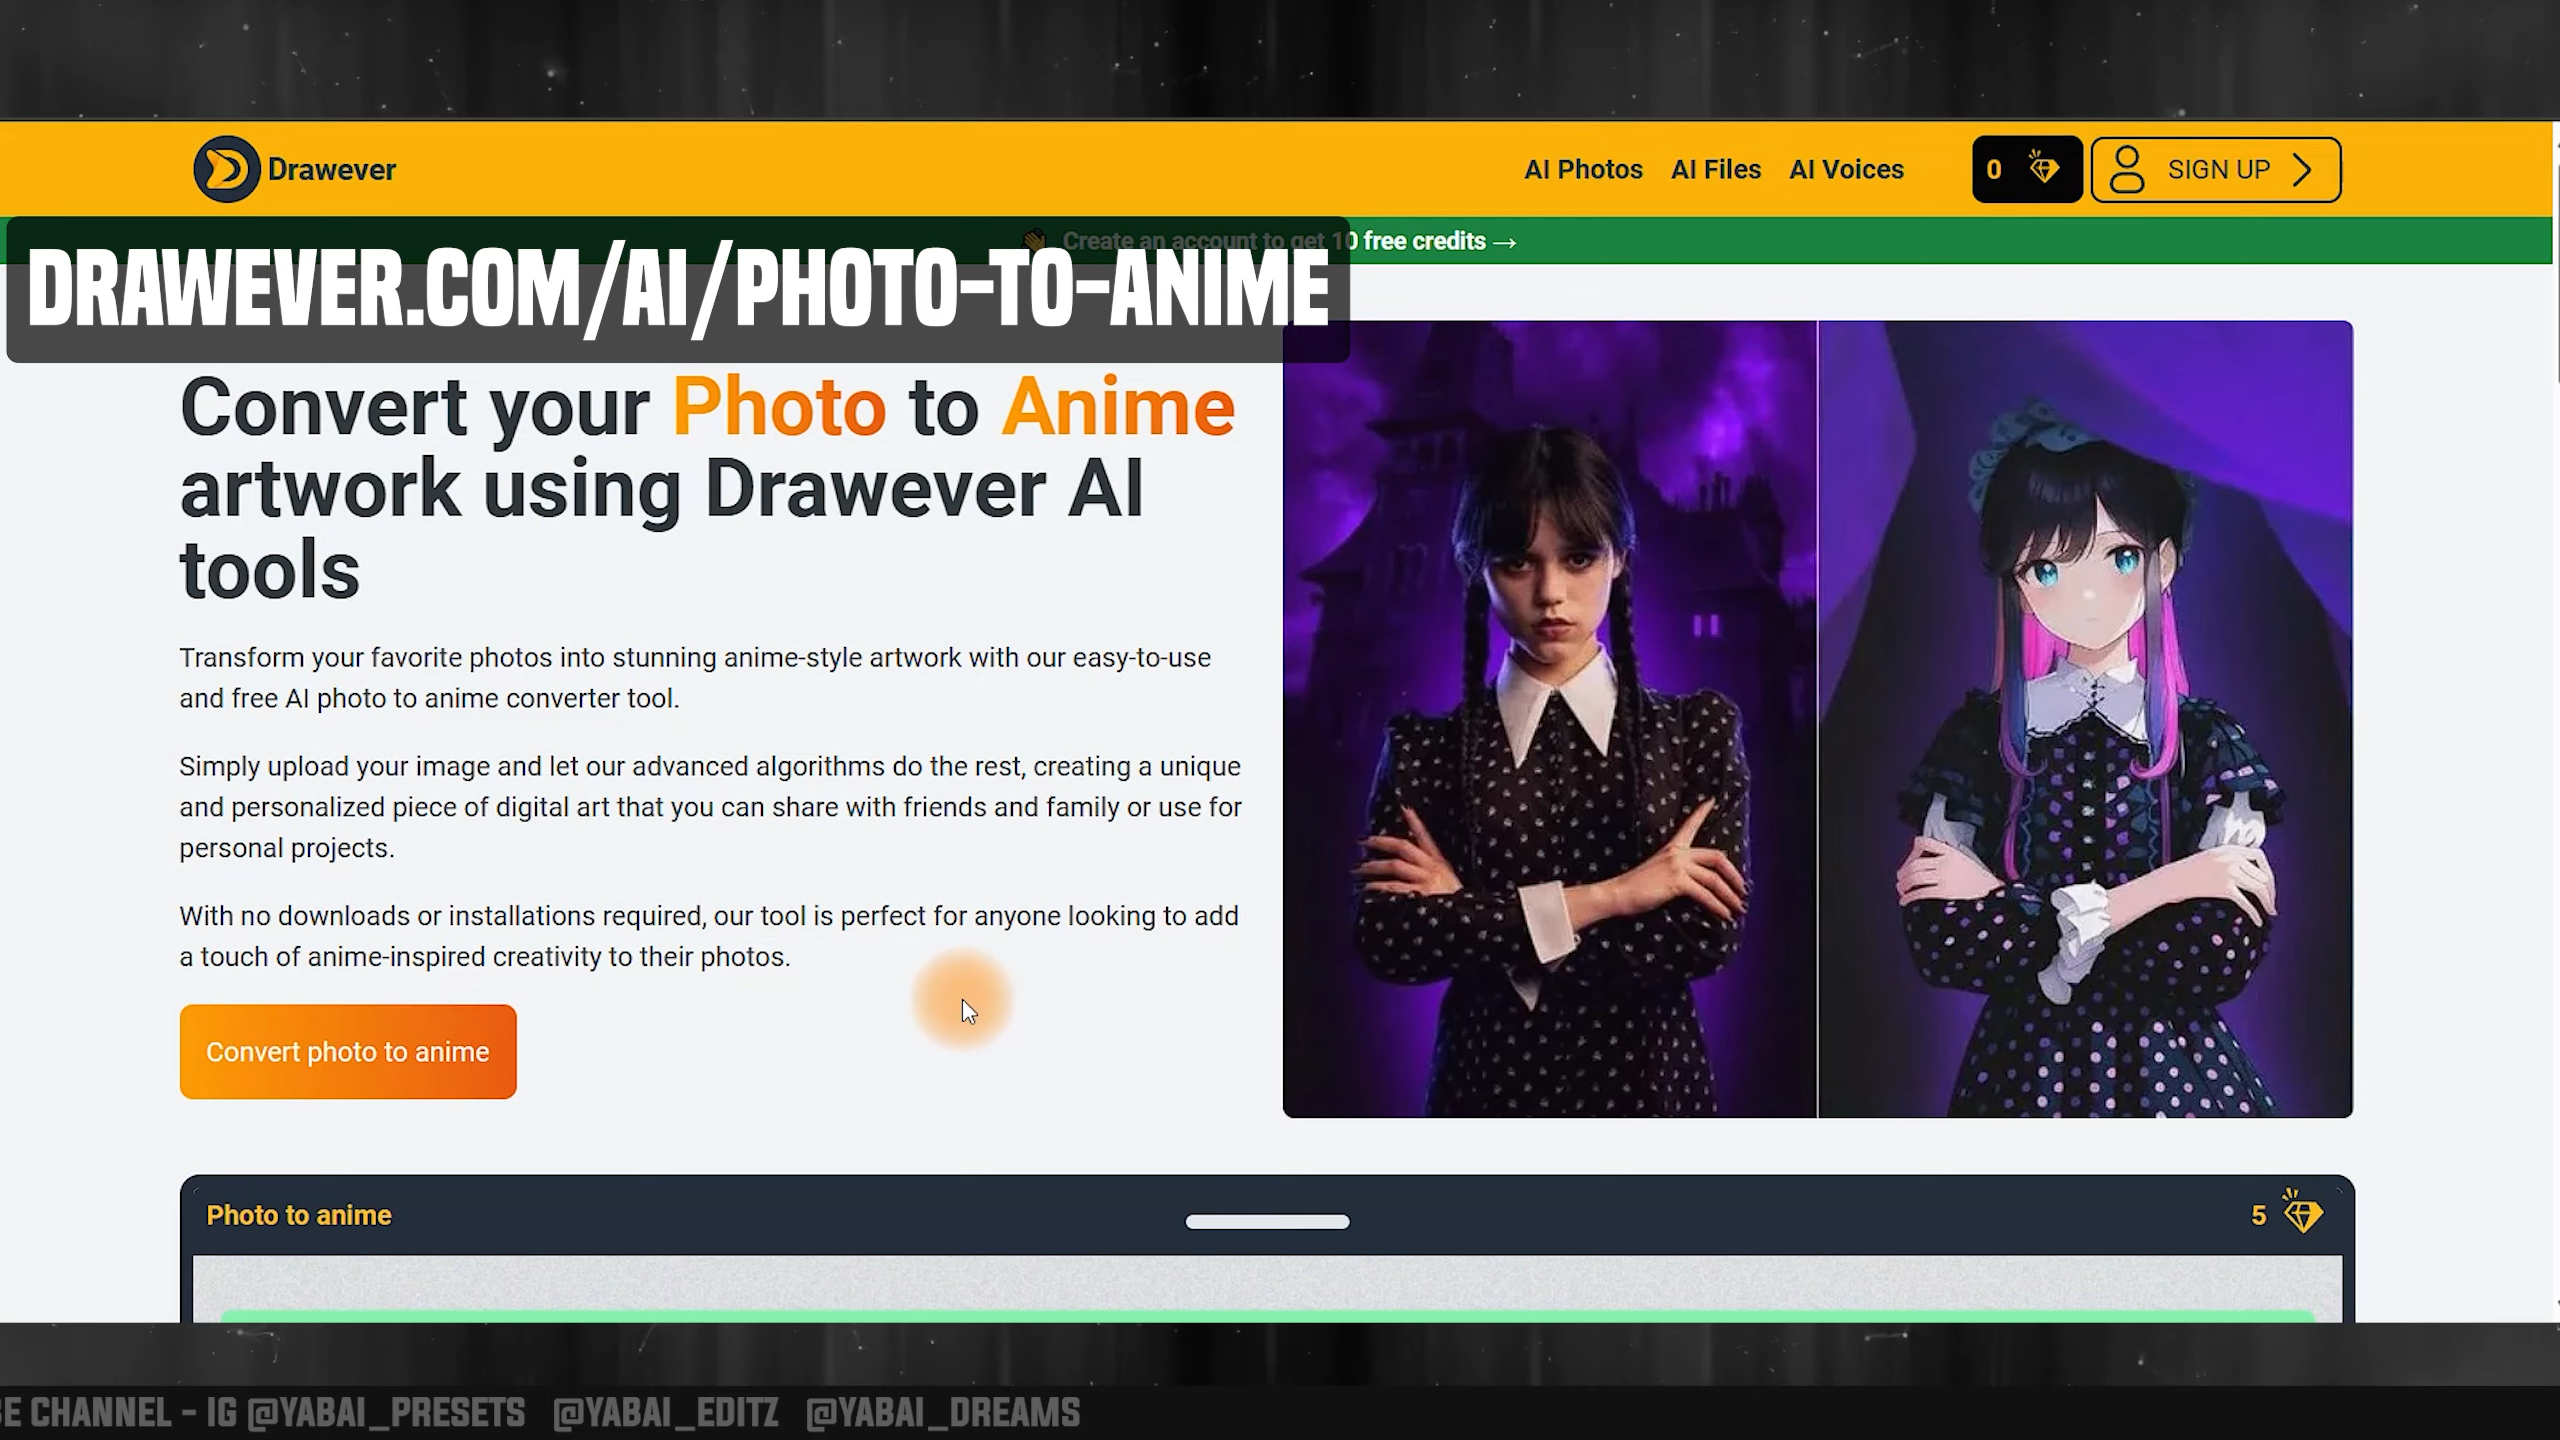 Drawever
AI Photos AI Files AI Voices 0 SIGN UP
Create an account to get 10 free credits →
DRAWEVER.COM/AI/PHOTO-TO-ANIME
Convert your Photo to Anime
artwork using Drawever AI
tools
Transform your favorite photos into stunning anime-style artwork with our easy-to-use
and free AI photo to anime converter tool.
Simply upload your image and let our advanced algorithms do the rest, creating a unique
and personalized piece of digital art that you can share with friends and family or use for
personal projects.
With no downloads or installations required, our tool is perfect for anyone looking to add
a touch of anime-inspired creativity to their photos.
Convert photo to anime
Photo to anime 5
CHANNEL - IG @YABAI_PRESETS @YABAI_EDITZ @YABAI_DREAMS